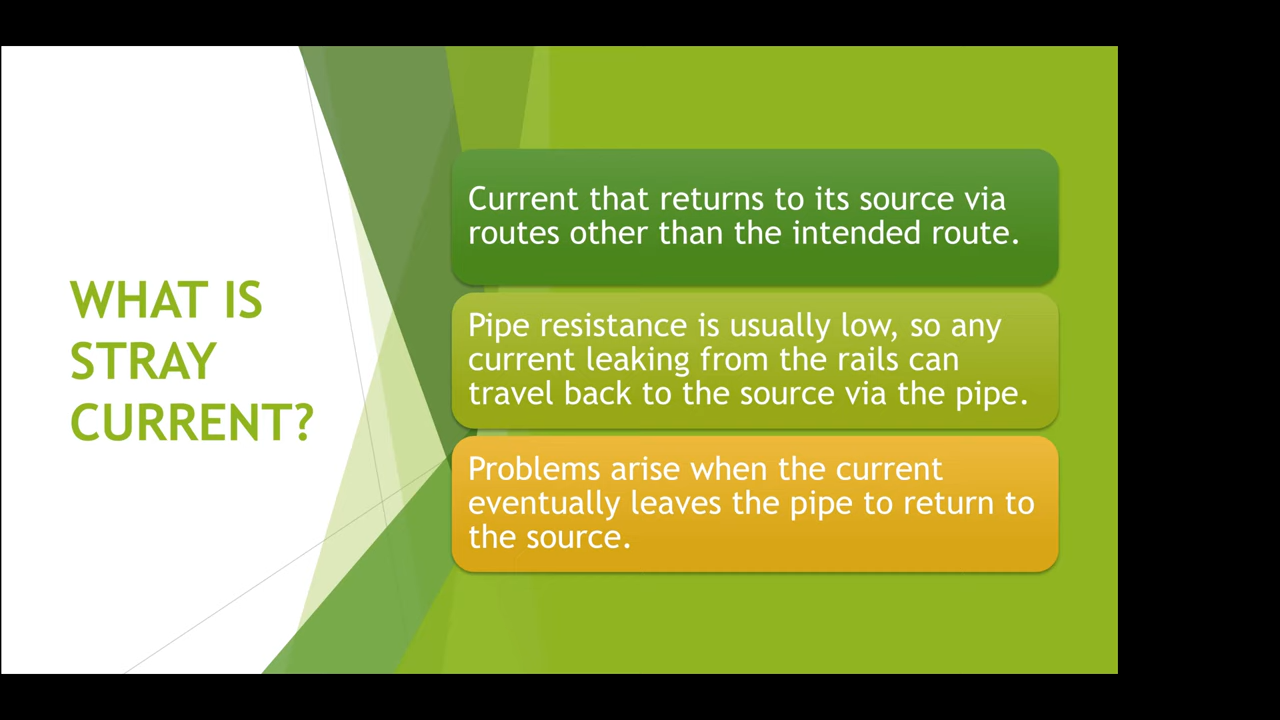 WHAT IS
STRAY
CURRENT?
Current that returns to its source via
routes other than the intended route.
Pipe resistance is usually low, so any
current leaking from the rails can
travel back to the source via the pipe.
Problems arise when the current
eventually leaves the pipe to return to
the source.